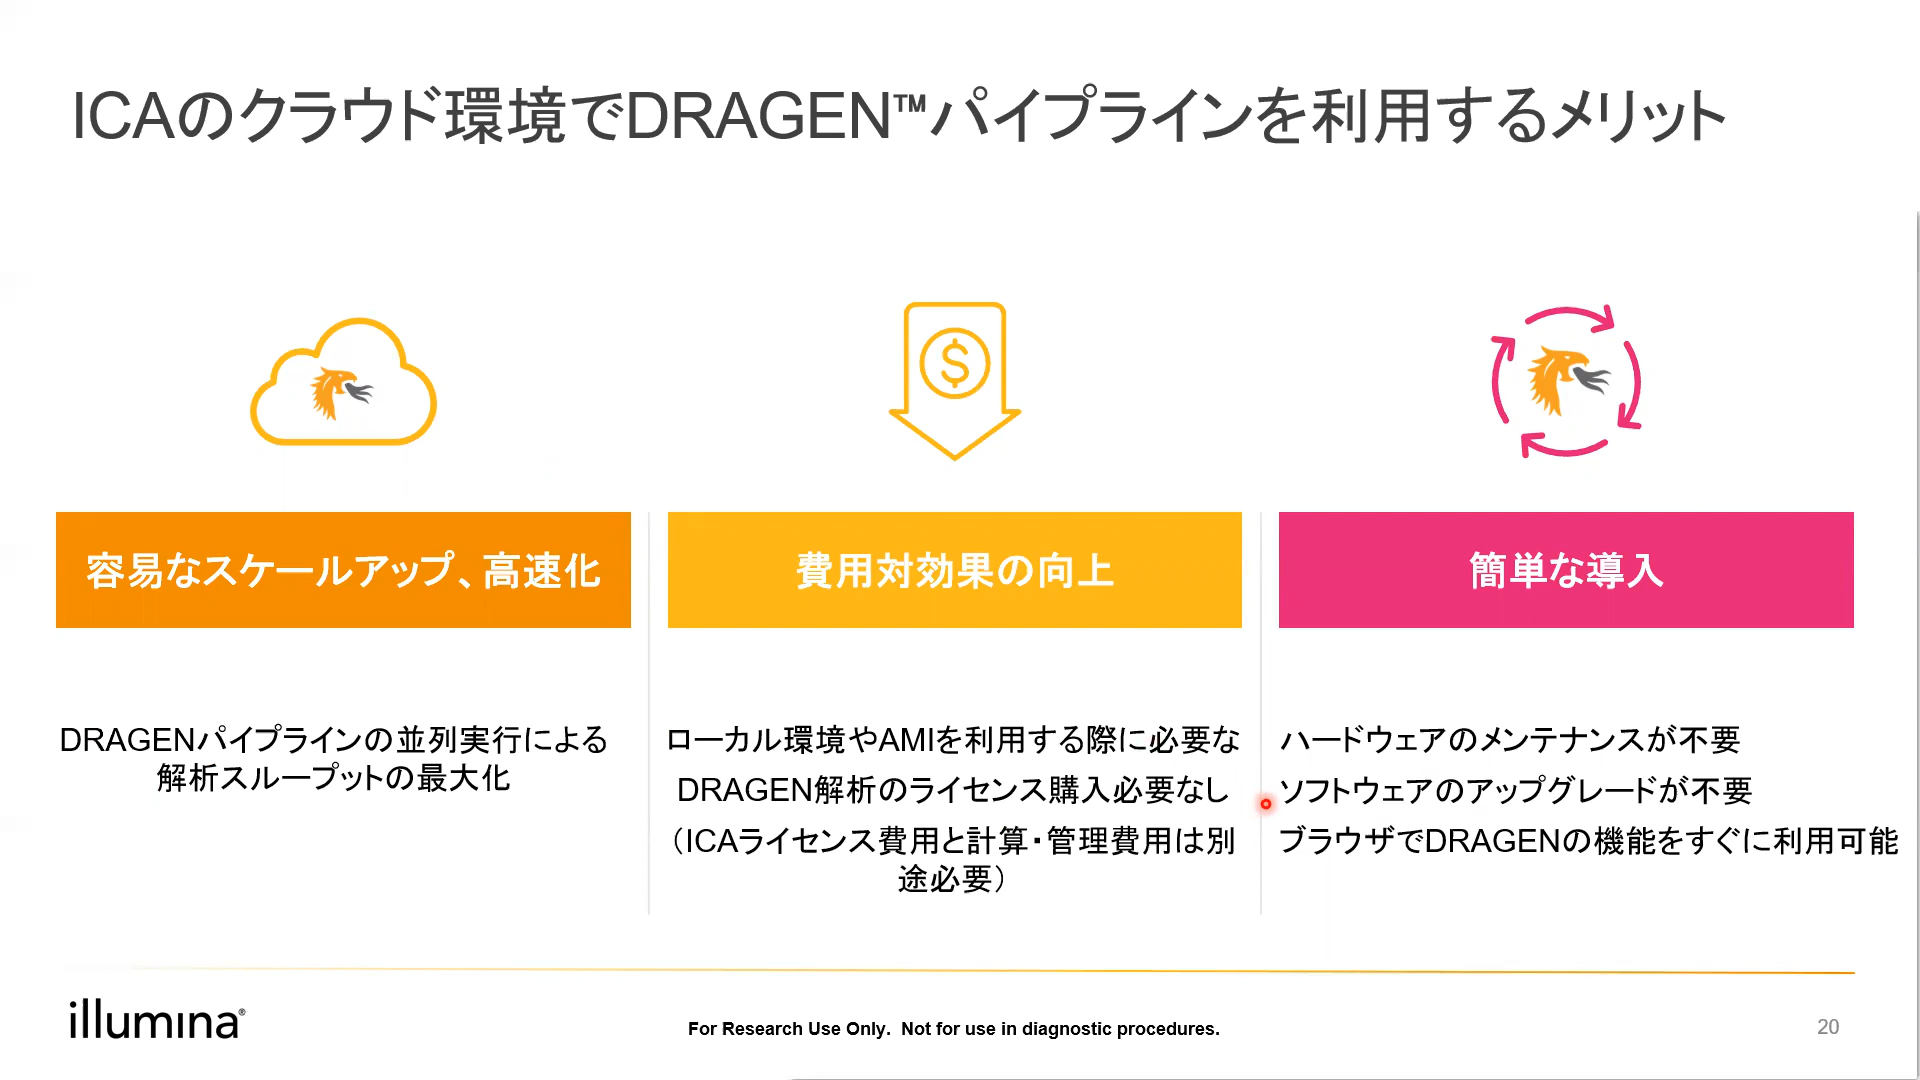 ICAのクラウド環境でDRAGEN™パイプラインを利用するメリット
容易なスケールアップ、高速化
DRAGENパイプラインの並列実行による
解析スループットの最大化
費用対効果の向上
ローカル環境やAMIを利用する際に必要な
DRAGEN解析のライセンス購入必要なし
（ICAライセンス費用と計算・管理費用は別
途必要）
簡単な導入
ハードウェアのメンテナンスが不要
ソフトウェアのアップグレードが不要
ブラウザでDRAGENの機能をすぐに利用可能
illumina®
For Research Use Only. Not for use in diagnostic procedures.
20